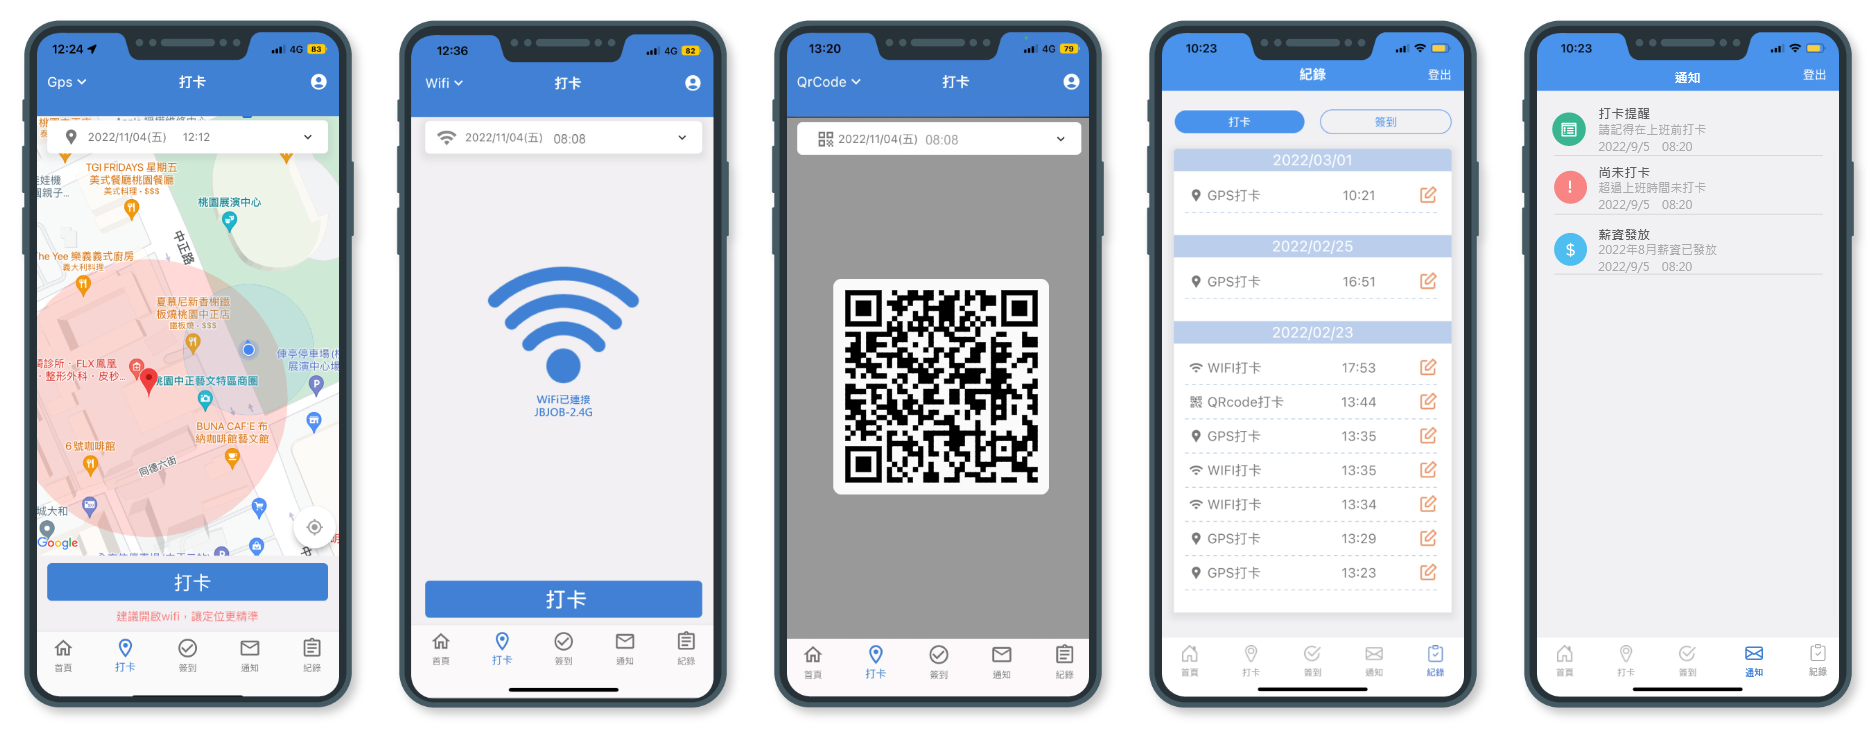 12:24
4G 83
Gps
打卡
2022/11/04(五) 12:12
TGI FRIDAYS 星期五
美式餐廳桃園餐廳
美式料理・$$$
桃園展演中心
娃機
園親子...
中正路
he Yee 樂義義式廚房
義大利料理
夏慕尼新香榭鐵
板燒桃園中正店
鐵板燒・$$$
俥亭停車場(桃
展演中心場
診所・FLX鳳凰
・整形外科・皮秒...
桃園中正藝文特區商圈
BUNA CAF'E 布
納咖啡館藝文館
6號咖啡館
同德六街
城大和
Google
打卡
建議開啟wifi，讓定位更精準
首頁
打卡
簽到
通知
紀錄
12:36
4G 82
Wifi
打卡
2022/11/04(五) 08:08
WiFi已連接
JBJOB-2.4G
打卡
首頁
打卡
簽到
通知
紀錄
13:20
4G 79
QrCode
打卡
2022/11/04(五) 08:08
首頁
打卡
簽到
通知
紀錄
10:23
紀錄
登出
打卡
簽到
2022/03/01
GPS打卡 10:21
2022/02/25
GPS打卡 16:51
2022/02/23
WIFI打卡 17:53
QRcode打卡 13:44
GPS打卡 13:35
WIFI打卡 13:35
WIFI打卡 13:34
GPS打卡 13:29
GPS打卡 13:23
首頁
打卡
簽到
通知
紀錄
10:23
通知
登出
打卡提醒
請記得在上班前打卡
2022/9/5 08:20
尚未打卡
超過上班時間未打卡
2022/9/5 08:20
薪資發放
2022年8月薪資已發放
2022/9/5 08:20
首頁
打卡
簽到
通知
紀錄